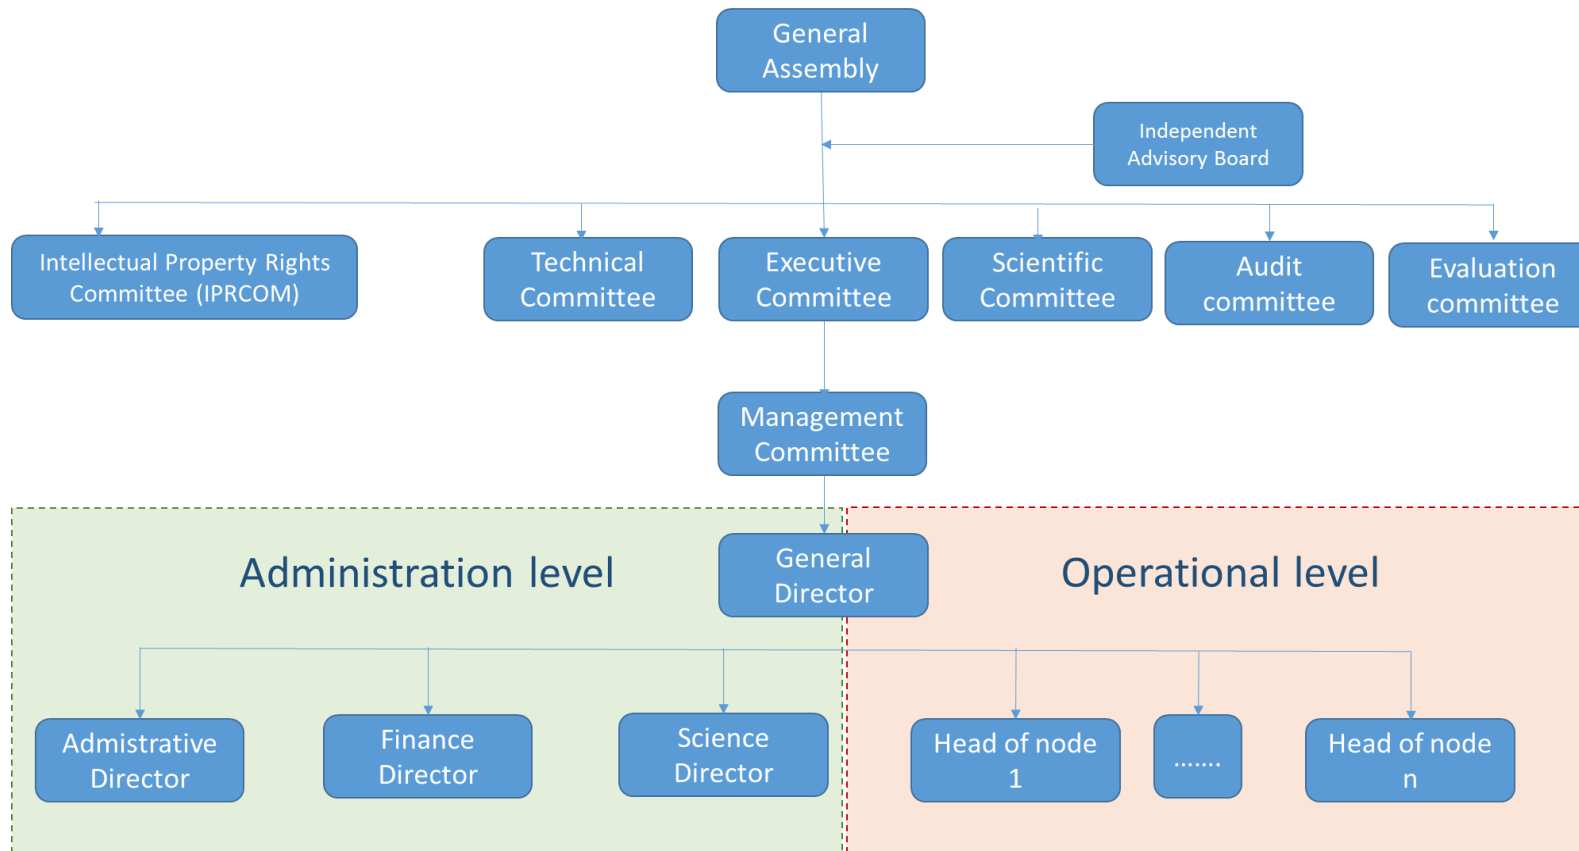 General
Assembly
Independent
Advisory Board
Intellectual Property Rights
Committee (IPRCOM)
Technical
Committee
Executive
Committee
Scientific
Committee
Audit
committee
Evaluation
committee
Management
Committee
Administration level
General
Director
Operational level
Admistrative
Director
Finance
Director
Science
Director
Head of node
1
…….
Head of node
n